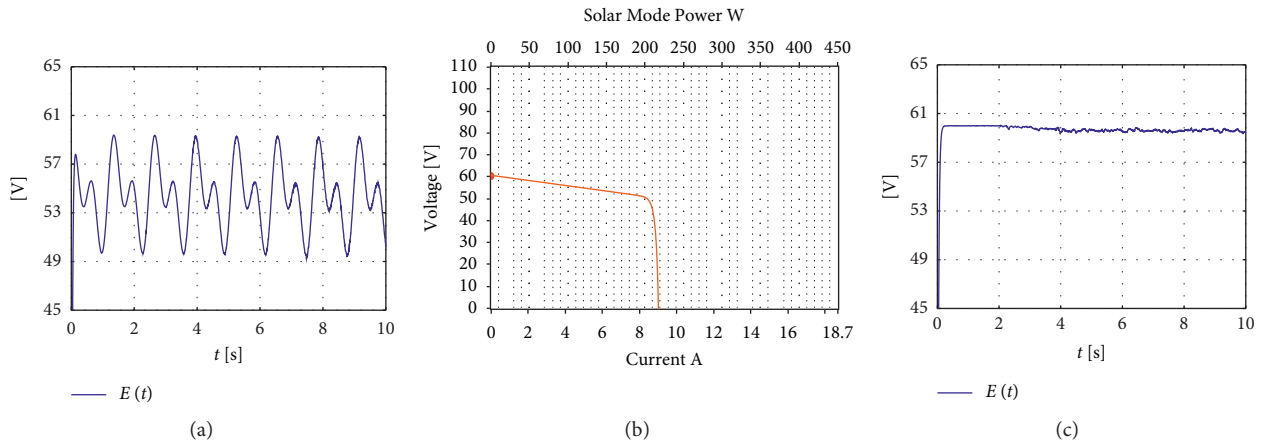 65
61
57
53
49
45
[V]
0 2 4 6 8 10
t [s]
E (t)
(a)
Solar Mode Power W
0 50 100 150 200 250 300 350 400 450
110
100
90
80
70
60
50
40
30
20
10
0
Voltage [V]
0 2 4 6 8 10 12 14 16 18.7
Current A
(b)
65
61
57
53
49
45
[V]
0 2 4 6 8 10
t [s]
E (t)
(c)